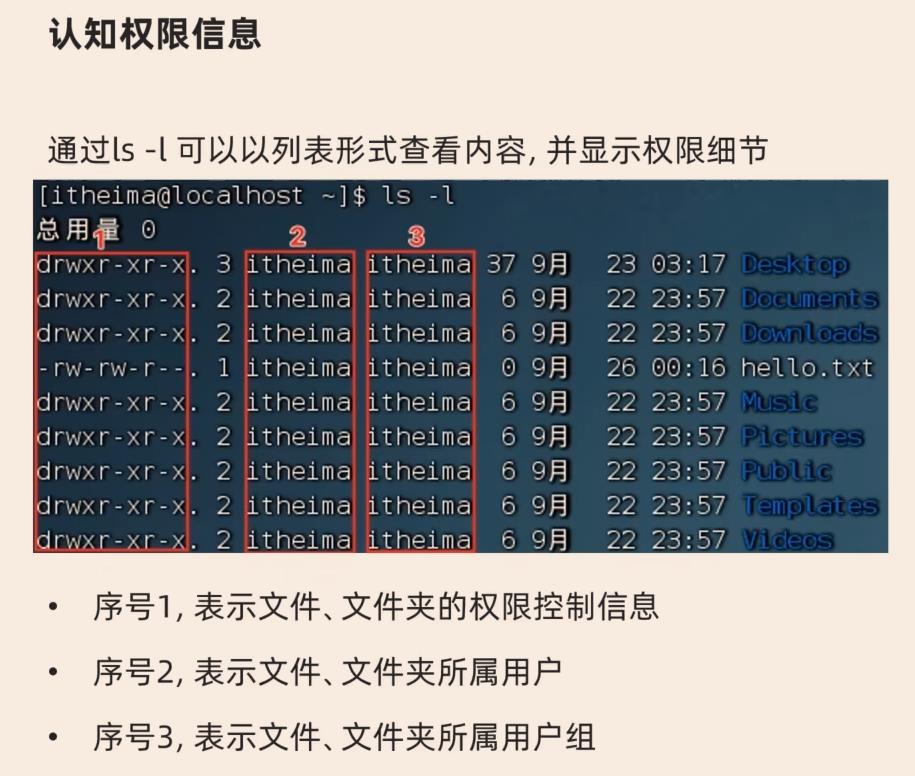 认知权限信息
通过ls -l 可以以列表形式查看内容, 并显示权限细节
[itheima@localhost ~]$ ls -l
总用量 0
1 2 3
drwxr-xr-x. 3 itheima itheima 37 9月 23 03:17 Desktop
drwxr-xr-x. 2 itheima itheima 6 9月 22 23:57 Documents
drwxr-xr-x. 2 itheima itheima 6 9月 22 23:57 Downloads
-rw-rw-r--. 1 itheima itheima 0 9月 26 00:16 hello.txt
drwxr-xr-x. 2 itheima itheima 6 9月 22 23:57 Music
drwxr-xr-x. 2 itheima itheima 6 9月 22 23:57 Pictures
drwxr-xr-x. 2 itheima itheima 6 9月 22 23:57 Public
drwxr-xr-x. 2 itheima itheima 6 9月 22 23:57 Templates
drwxr-xr-x. 2 itheima itheima 6 9月 22 23:57 Videos
• 序号1, 表示文件、文件夹的权限控制信息
• 序号2, 表示文件、文件夹所属用户
• 序号3, 表示文件、文件夹所属用户组